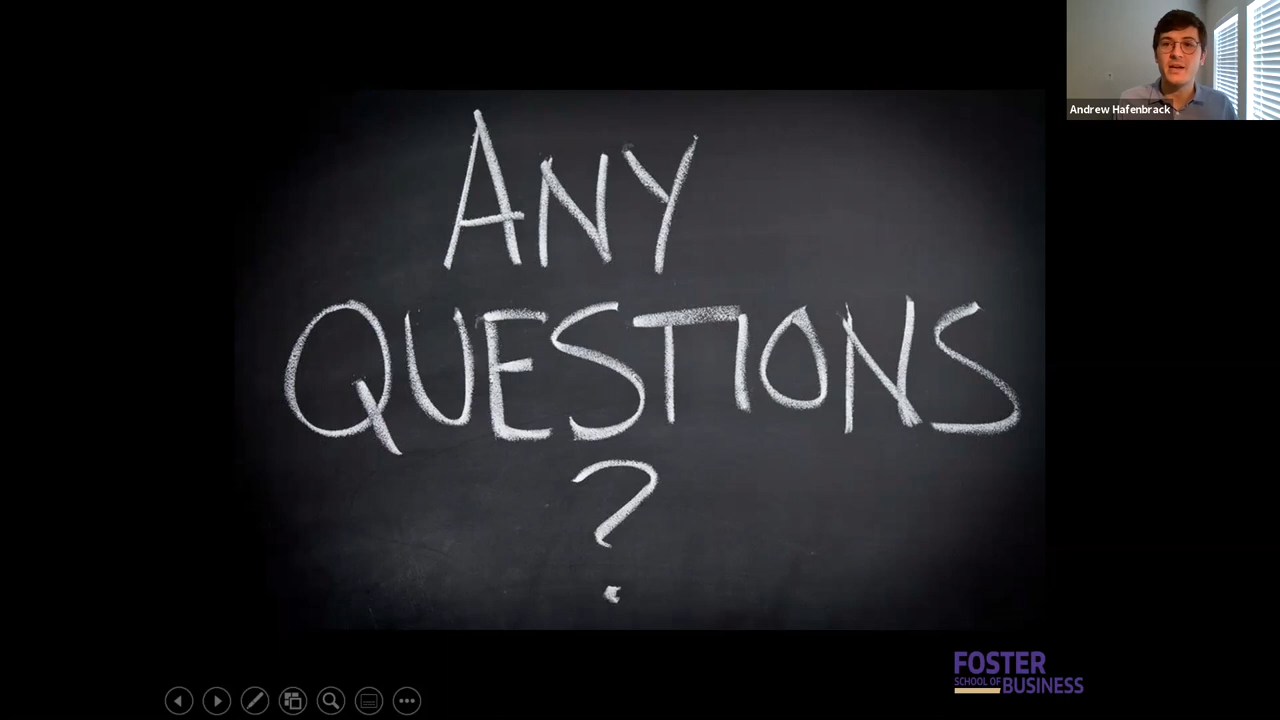 Andrew Hafenbrack
ANY
QUESTIONS
?
FOSTER
SCHOOL OF BUSINESS